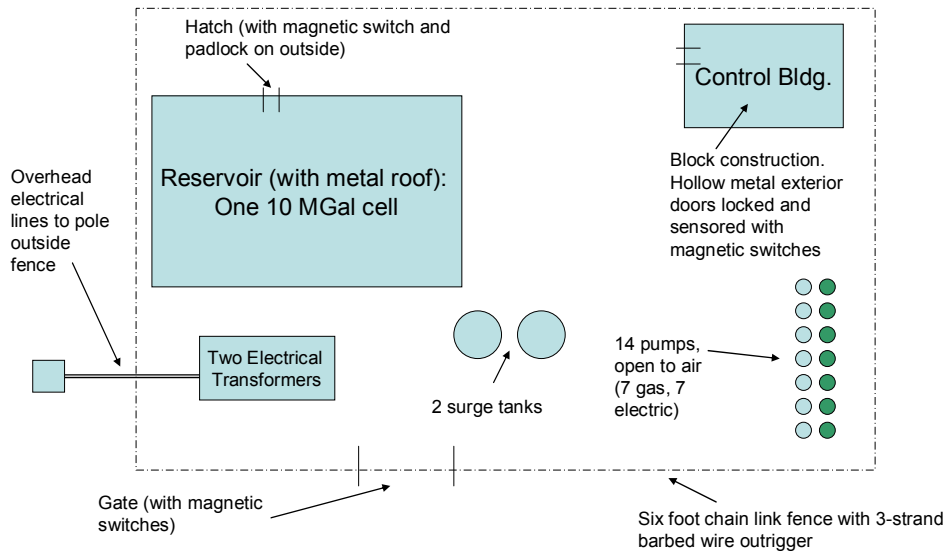 Hatch (with magnetic switch and
padlock on outside)
Control Bldg.
Reservoir (with metal roof):
One 10 MGal cell
Block construction.
Hollow metal exterior
doors locked and
sensored with
magnetic switches
Overhead
electrical
lines to pole
outside
fence
Two Electrical
Transformers
2 surge tanks
14 pumps,
open to air
(7 gas, 7
electric)
Gate (with magnetic
switches)
Six foot chain link fence with 3-strand
barbed wire outrigger